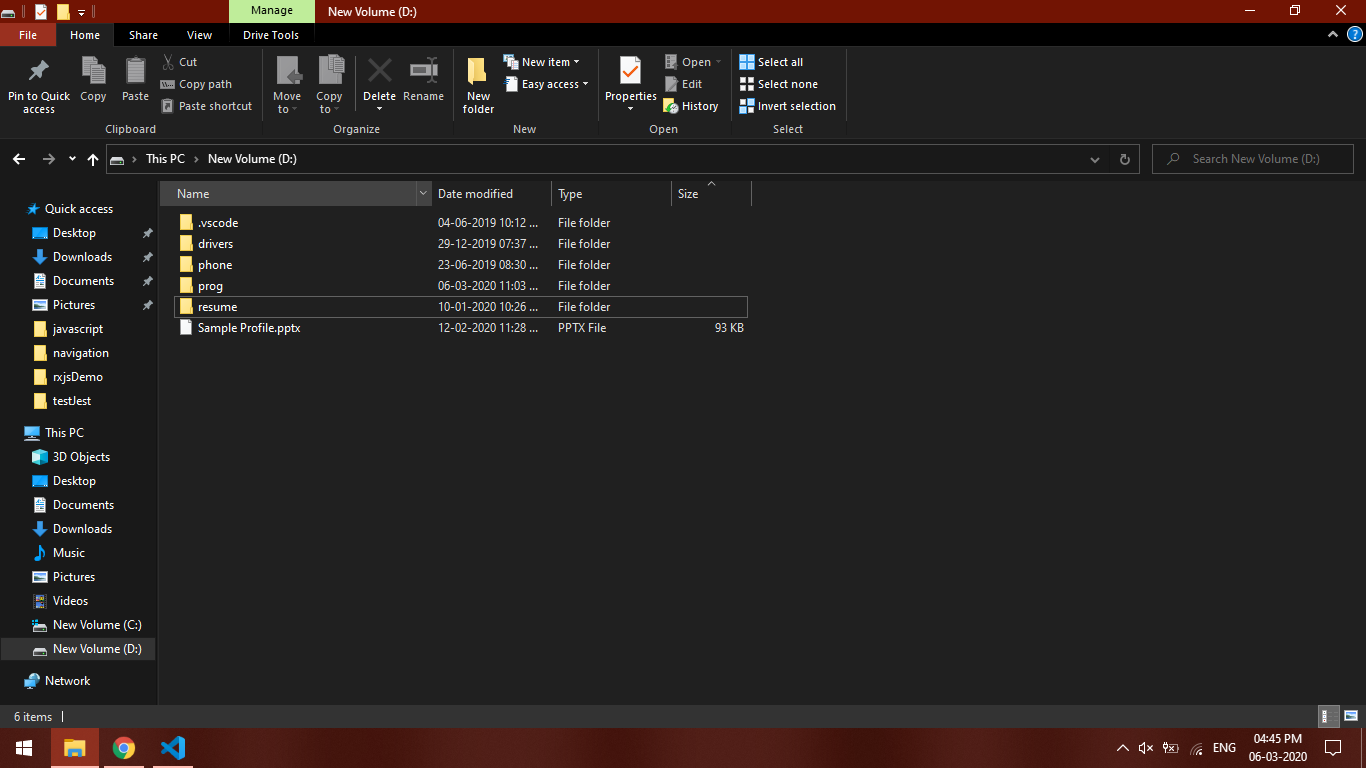 Manage
New Volume (D:)
File
Home
Share
View
Drive Tools
Pin to Quick access
Copy
Paste
Cut
Copy path
Paste shortcut
Clipboard
Move to
Copy to
Delete
Rename
Organize
New folder
New item
Easy access
New
Properties
Open
Edit
History
Open
Select all
Select none
Invert selection
Select
This PC
New Volume (D:)
Search New Volume (D:)
Quick access
Desktop
Downloads
Documents
Pictures
javascript
navigation
rxjsDemo
testJest
This PC
3D Objects
Desktop
Documents
Downloads
Music
Pictures
Videos
New Volume (C:)
New Volume (D:)
Network
Name Date modified Type Size
.vscode 04-06-2019 10:12 ... File folder
drivers 29-12-2019 07:37 ... File folder
phone 23-06-2019 08:30 ... File folder
prog 06-03-2020 11:03 ... File folder
resume 10-01-2020 10:26 ... File folder
Sample Profile.pptx 12-02-2020 11:28 ... PPTX File 93 KB
6 items
ENG
04:45 PM
06-03-2020